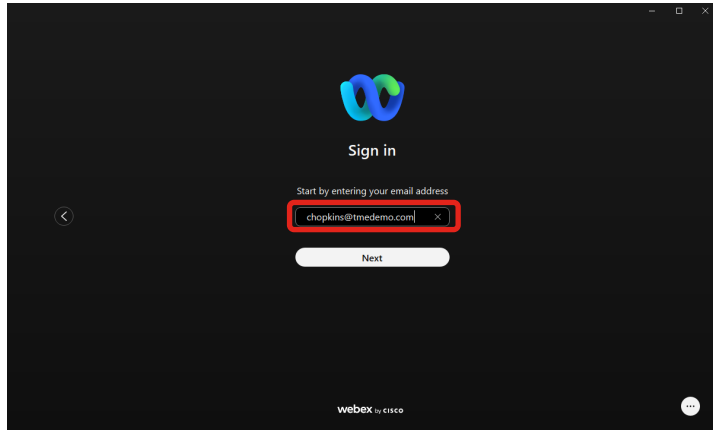 Sign in
Start by entering your email address
chopkins@tmedemo.com
Next
webex by CISCO